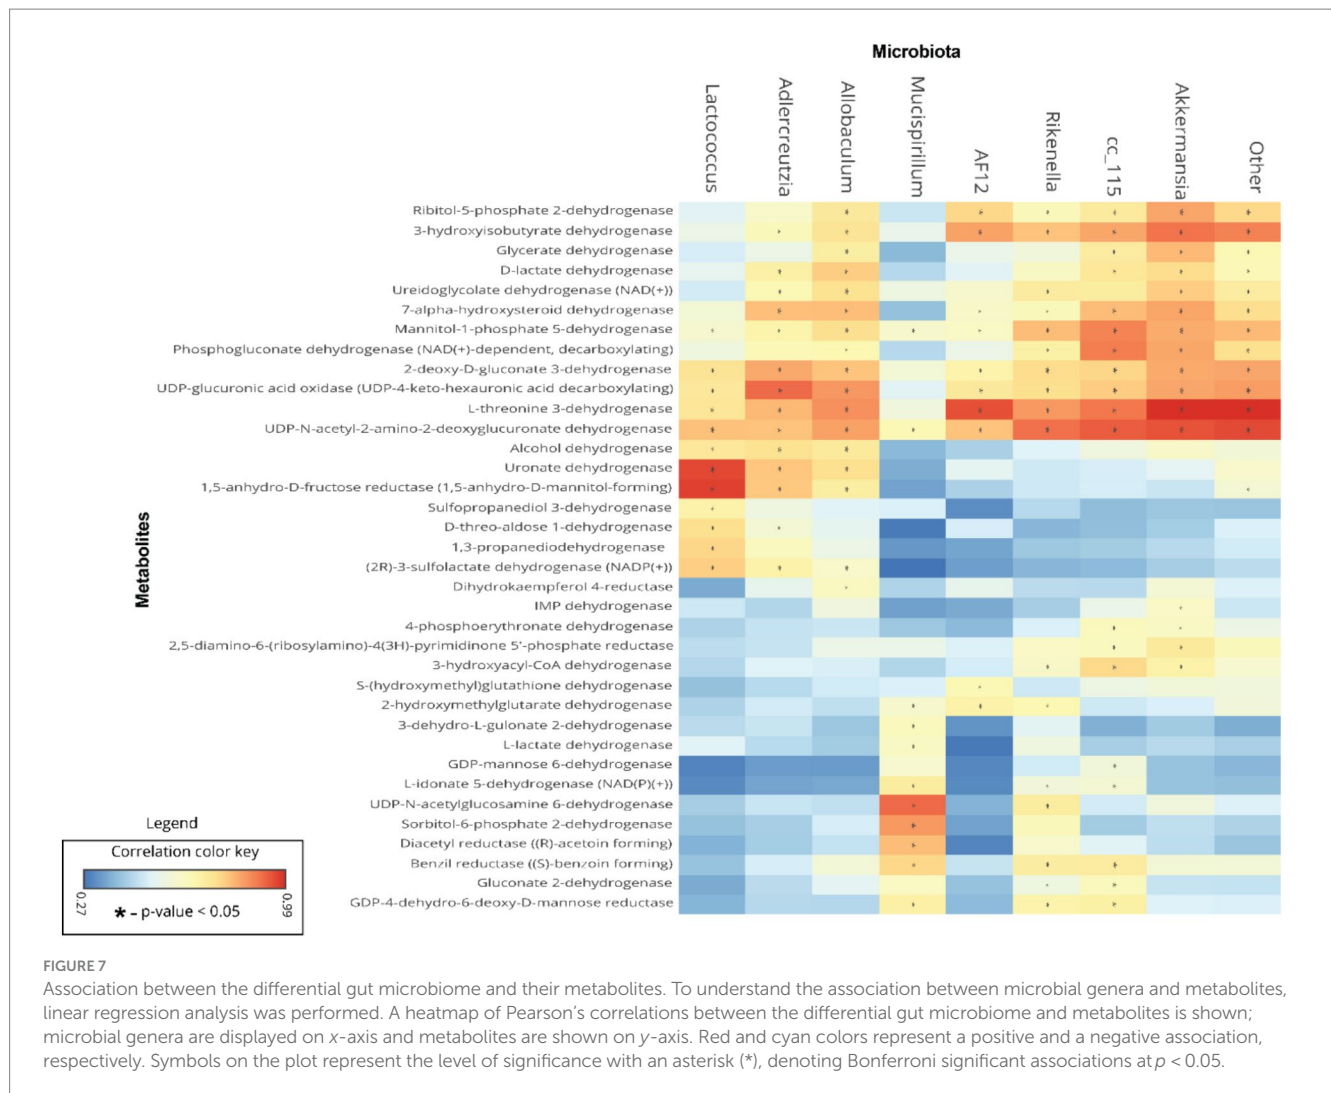 Microbiota
Lactococcus
Adlercreutzia
Allobaculum
Mucispirillum
AF12
Rikenella
cc_115
Akkermansia
Other
Metabolites
Ribitol-5-phosphate 2-dehydrogenase
3-hydroxyisobutyrate dehydrogenase
Glycerate dehydrogenase
D-lactate dehydrogenase
Ureidoglycolate dehydrogenase (NAD(+))
7-alpha-hydroxysteroid dehydrogenase
Mannitol-1-phosphate 5-dehydrogenase
Phosphogluconate dehydrogenase (NAD(+)-dependent, decarboxylating)
2-deoxy-D-gluconate 3-dehydrogenase
UDP-glucuronic acid oxidase (UDP-4-keto-hexauronic acid decarboxylating)
L-threonine 3-dehydrogenase
UDP-N-acetyl-2-amino-2-deoxyglucuronate dehydrogenase
Alcohol dehydrogenase
Uronate dehydrogenase
1,5-anhydro-D-fructose reductase (1,5-anhydro-D-mannitol-forming)
Sulfopropanediol 3-dehydrogenase
D-threo-aldose 1-dehydrogenase
1,3-propanediodehydrogenase
(2R)-3-sulfolactate dehydrogenase (NADP(+))
Dihydrokaempferol 4-reductase
IMP dehydrogenase
4-phosphoerythronate dehydrogenase
2,5-diamino-6-(ribosylamino)-4(3H)-pyrimidinone 5'-phosphate reductase
3-hydroxyacyl-CoA dehydrogenase
S-(hydroxymethyl)glutathione dehydrogenase
2-hydroxymethylglutarate dehydrogenase
3-dehydro-L-gulonate 2-dehydrogenase
L-lactate dehydrogenase
GDP-mannose 6-dehydrogenase
L-idonate 5-dehydrogenase (NAD(P)(+))
UDP-N-acetylglucosamine 6-dehydrogenase
Sorbitol-6-phosphate 2-dehydrogenase
Diacetyl reductase ((R)-acetoin forming)
Benzil reductase ((S)-benzoin forming)
Gluconate 2-dehydrogenase
GDP-4-dehydro-6-deoxy-D-mannose reductase
Legend
Correlation color key
0.27
0.99
* - p-value < 0.05
FIGURE 7
Association between the differential gut microbiome and their metabolites. To understand the association between microbial genera and metabolites,
linear regression analysis was performed. A heatmap of Pearson's correlations between the differential gut microbiome and metabolites is shown;
microbial genera are displayed on x-axis and metabolites are shown on y-axis. Red and cyan colors represent a positive and a negative association,
respectively. Symbols on the plot represent the level of significance with an asterisk (*), denoting Bonferroni significant associations at p < 0.05.